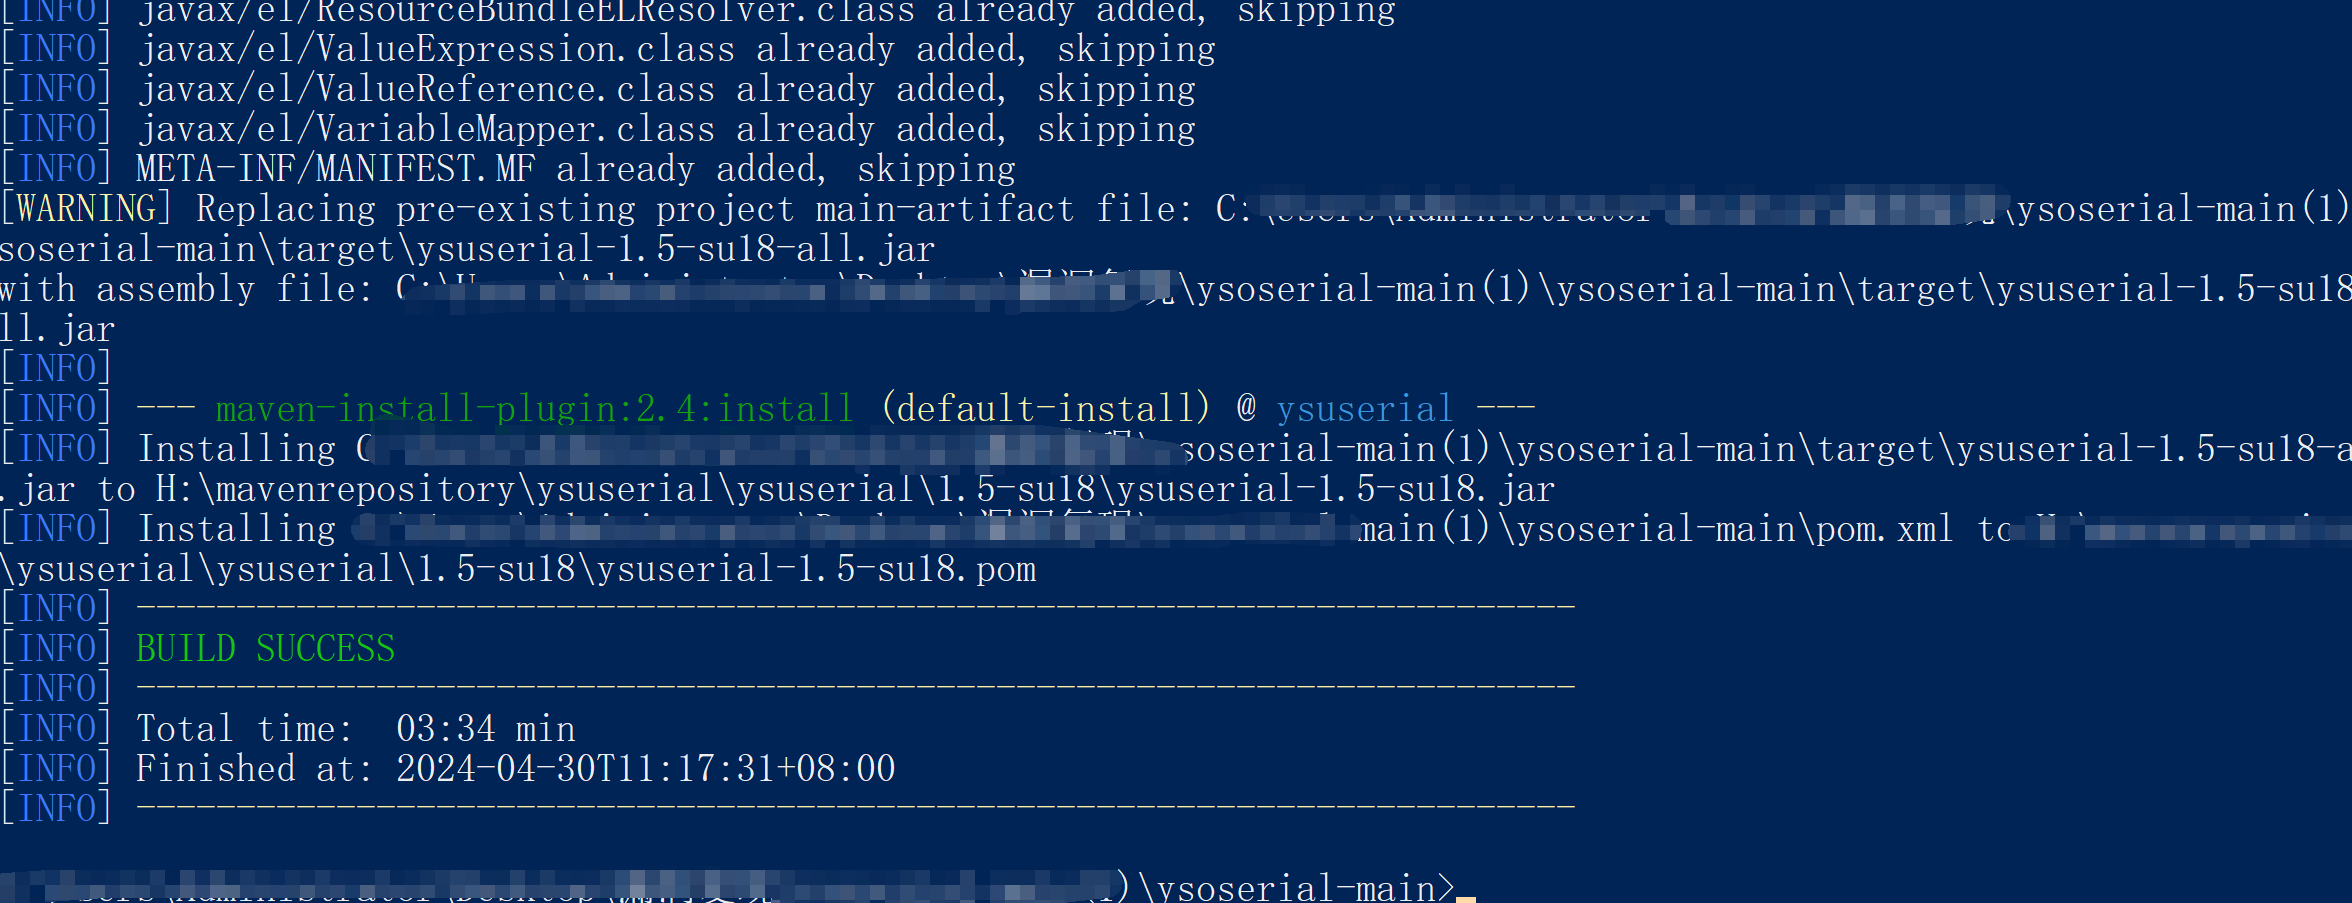 [INFO] javax/el/ResourceBundleELResolver.class already added, skipping
[INFO] javax/el/ValueExpression.class already added, skipping
[INFO] javax/el/ValueReference.class already added, skipping
[INFO] javax/el/VariableMapper.class already added, skipping
[INFO] META-INF/MANIFEST.MF already added, skipping
[WARNING] Replacing pre-existing project main-artifact file: C:\Users\Administrator \ysoserial-main(1)
soserial-main\target\ysuserial-1.5-su18-all.jar
with assembly file: C:\ \ysoserial-main(1)\ysoserial-main\target\ysuserial-1.5-su18
ll.jar
[INFO]
[INFO] --- maven-install-plugin:2.4:install (default-install) @ ysuserial ---
[INFO] Installing C soserial-main(1)\ysoserial-main\target\ysuserial-1.5-su18-a
.jar to H:\mavenrepository\ysuserial\ysuserial\1.5-su18\ysuserial-1.5-su18.jar
[INFO] Installing main(1)\ysoserial-main\pom.xml to
\ysuserial\ysuserial\1.5-su18\ysuserial-1.5-su18.pom
[INFO] ------------------------------------------------------------------------
[INFO] BUILD SUCCESS
[INFO] ------------------------------------------------------------------------
[INFO] Total time:  03:34 min
[INFO] Finished at: 2024-04-30T11:17:31+08:00
[INFO] ------------------------------------------------------------------------
)\ysoserial-main>